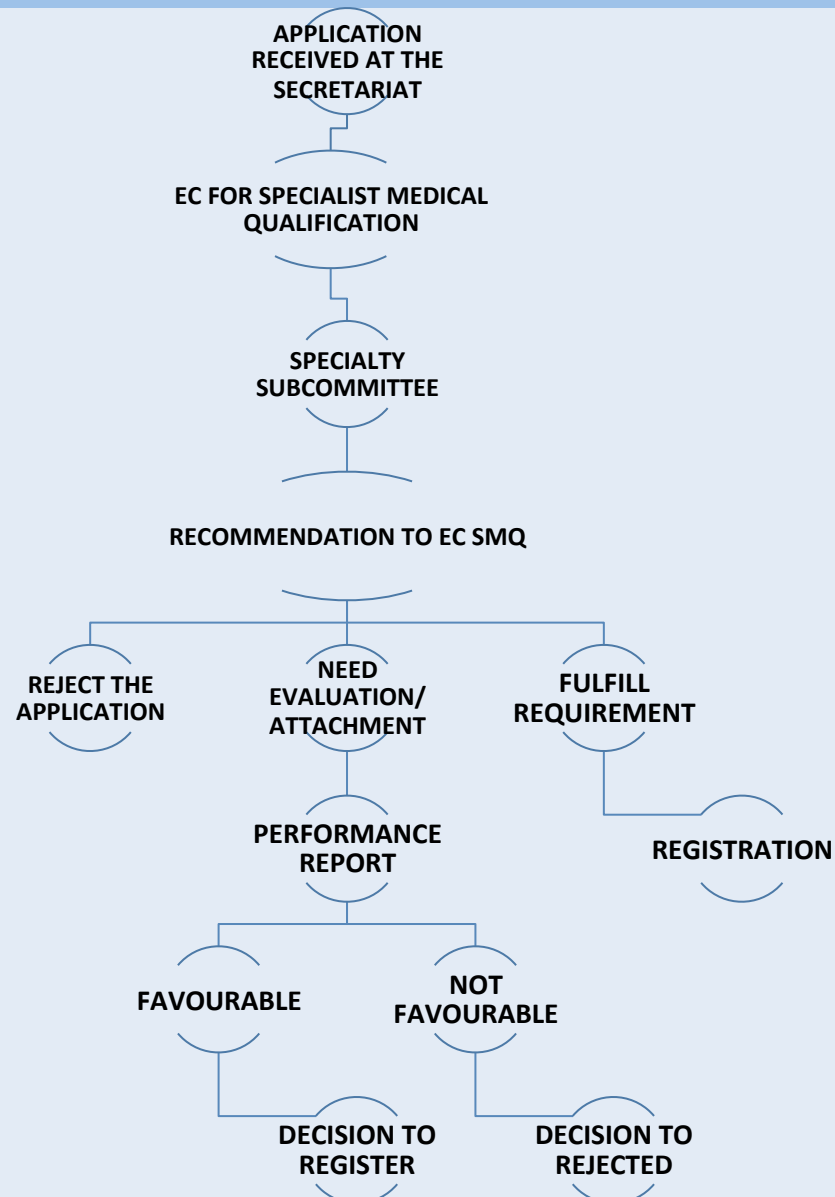 APPLICATION
RECEIVED AT THE
SECRETARIAT
EC FOR SPECIALIST MEDICAL
QUALIFICATION
SPECIALTY
SUBCOMMITTEE
RECOMMENDATION TO EC SMQ
REJECT THE
APPLICATION
NEED
EVALUATION/
ATTACHMENT
FULFILL
REQUIREMENT
PERFORMANCE
REPORT
REGISTRATION
FAVOURABLE
NOT
FAVOURABLE
DECISION TO
REGISTER
DECISION TO
REJECTED